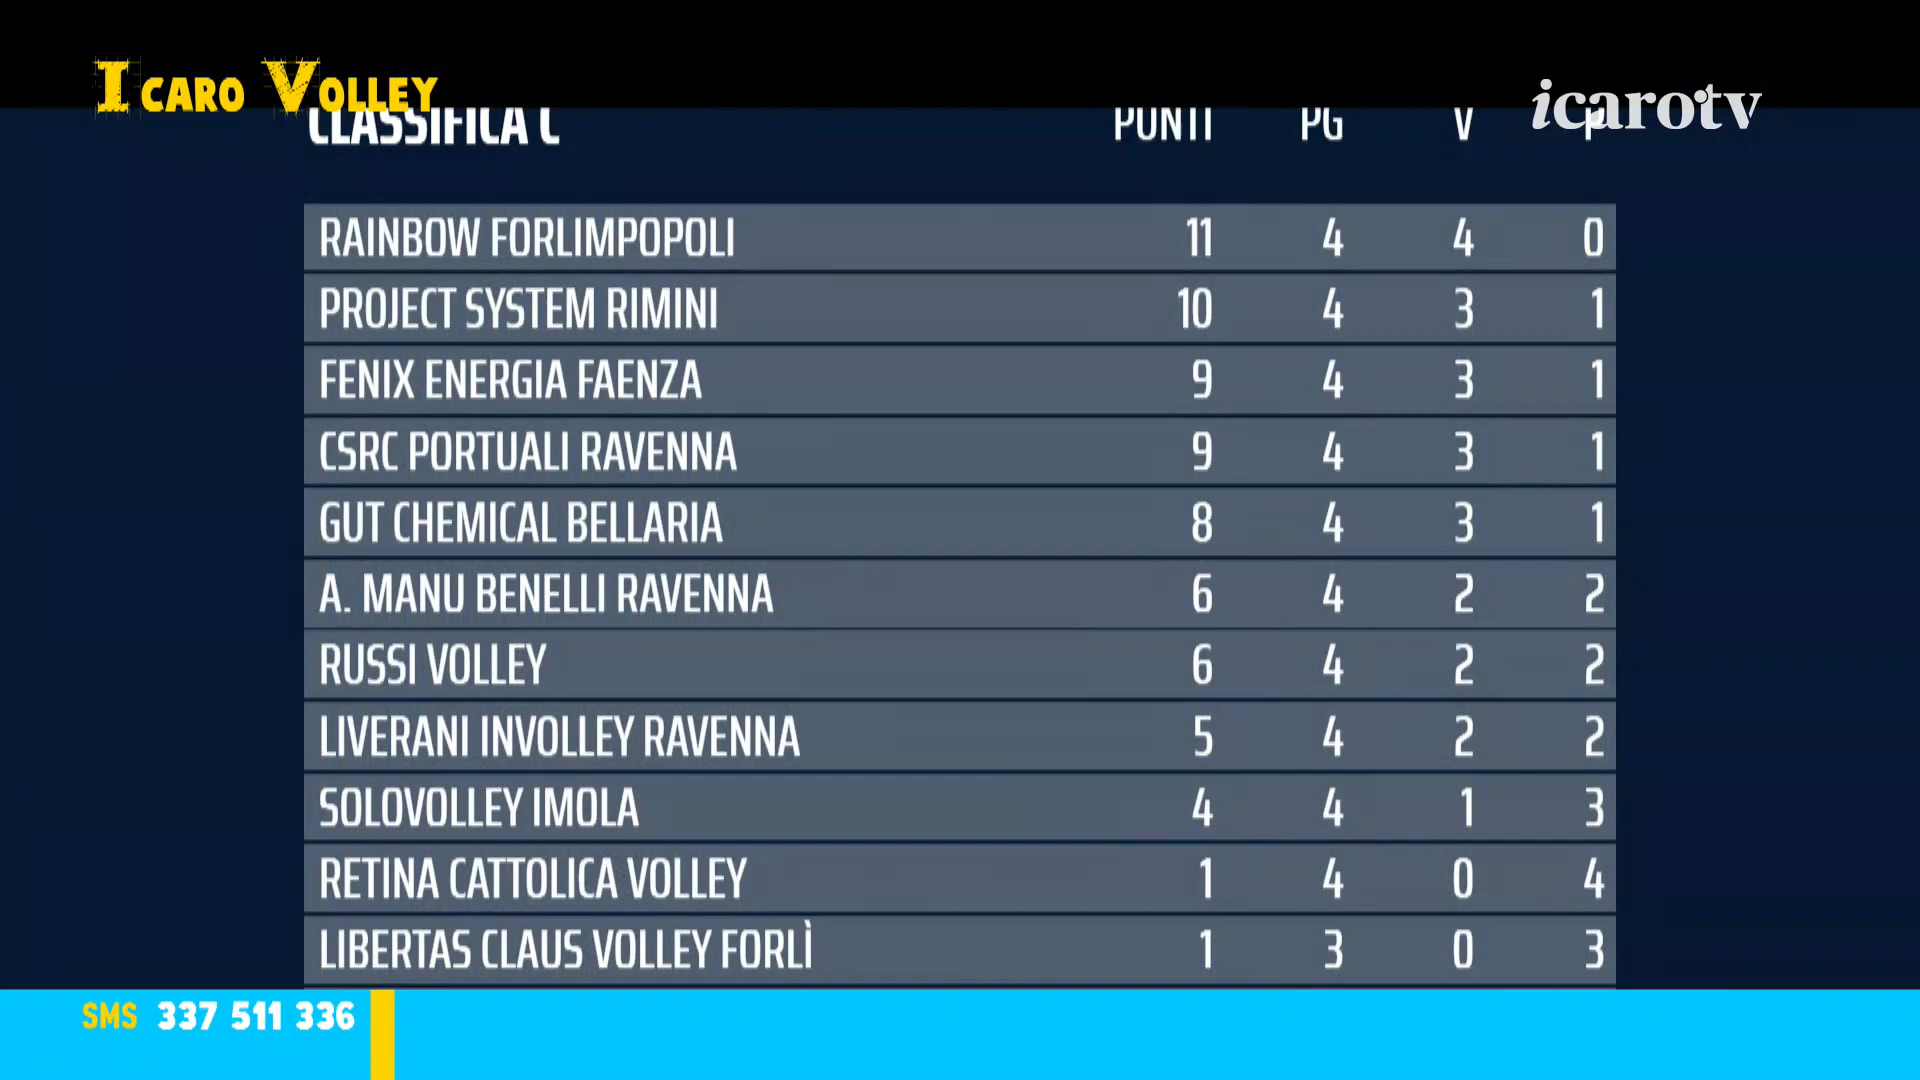 ICARO VOLLEY
icarotv
CLASSIFICA C PUNTI PG V P
RAINBOW FORLIMPOPOLI 11 4 4 0
PROJECT SYSTEM RIMINI 10 4 3 1
FENIX ENERGIA FAENZA 9 4 3 1
CSRC PORTUALI RAVENNA 9 4 3 1
GUT CHEMICAL BELLARIA 8 4 3 1
A. MANU BENELLI RAVENNA 6 4 2 2
RUSSI VOLLEY 6 4 2 2
LIVERANI INVOLLEY RAVENNA 5 4 2 2
SOLOVOLLEY IMOLA 4 4 1 3
RETINA CATTOLICA VOLLEY 1 4 0 4
LIBERTAS CLAUS VOLLEY FORLÌ 1 3 0 3
SMS 337 511 336